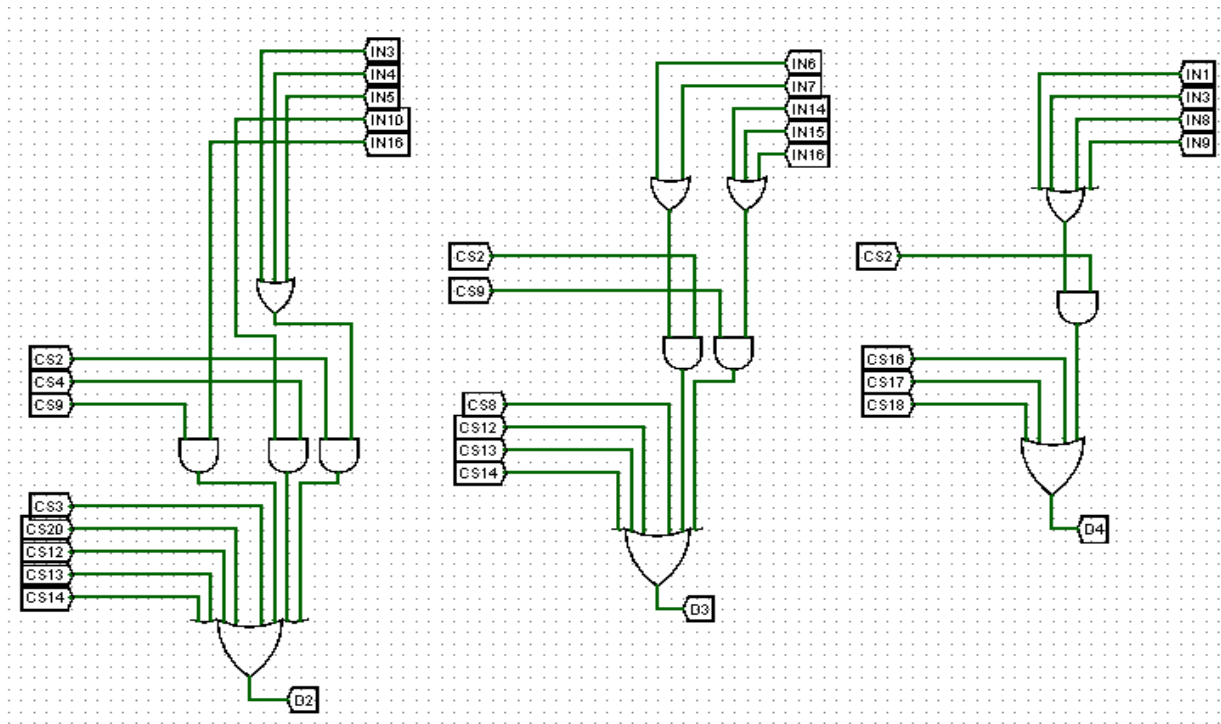 IN3
IN4
IN5
IN10
IN16
CS2
CS4
CS9
CS3
CS20
CS12
CS13
CS14
D2
IN6
IN7
IN14
IN15
IN16
CS2
CS9
CS8
CS12
CS13
CS14
D3
IN1
IN3
IN8
IN9
CS2
CS16
CS17
CS18
D4